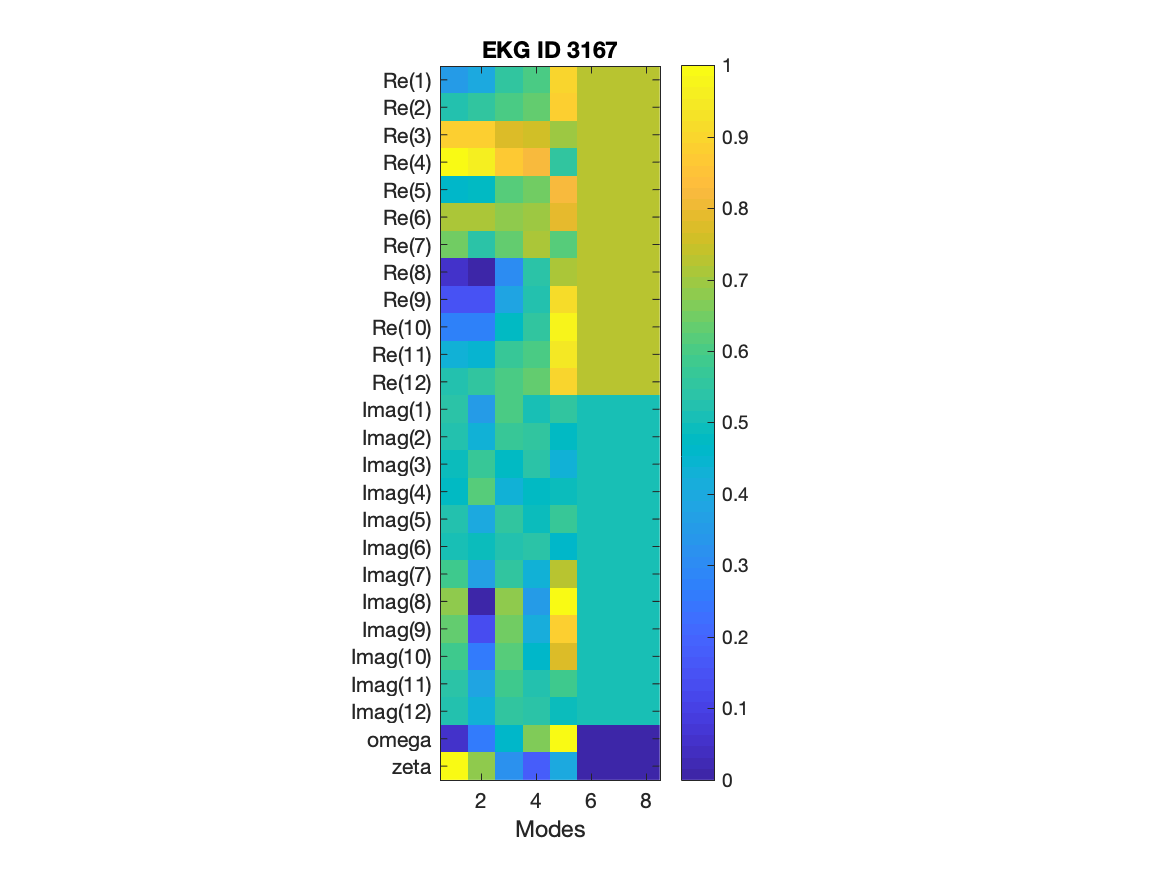 EKG ID 3167
Re(1)
Re(2)
Re(3)
Re(4)
Re(5)
Re(6)
Re(7)
Re(8)
Re(9)
Re(10)
Re(11)
Re(12)
Imag(1)
Imag(2)
Imag(3)
Imag(4)
Imag(5)
Imag(6)
Imag(7)
Imag(8)
Imag(9)
Imag(10)
Imag(11)
Imag(12)
omega
zeta
2 4 6 8
Modes
1
0.9
0.8
0.7
0.6
0.5
0.4
0.3
0.2
0.1
0